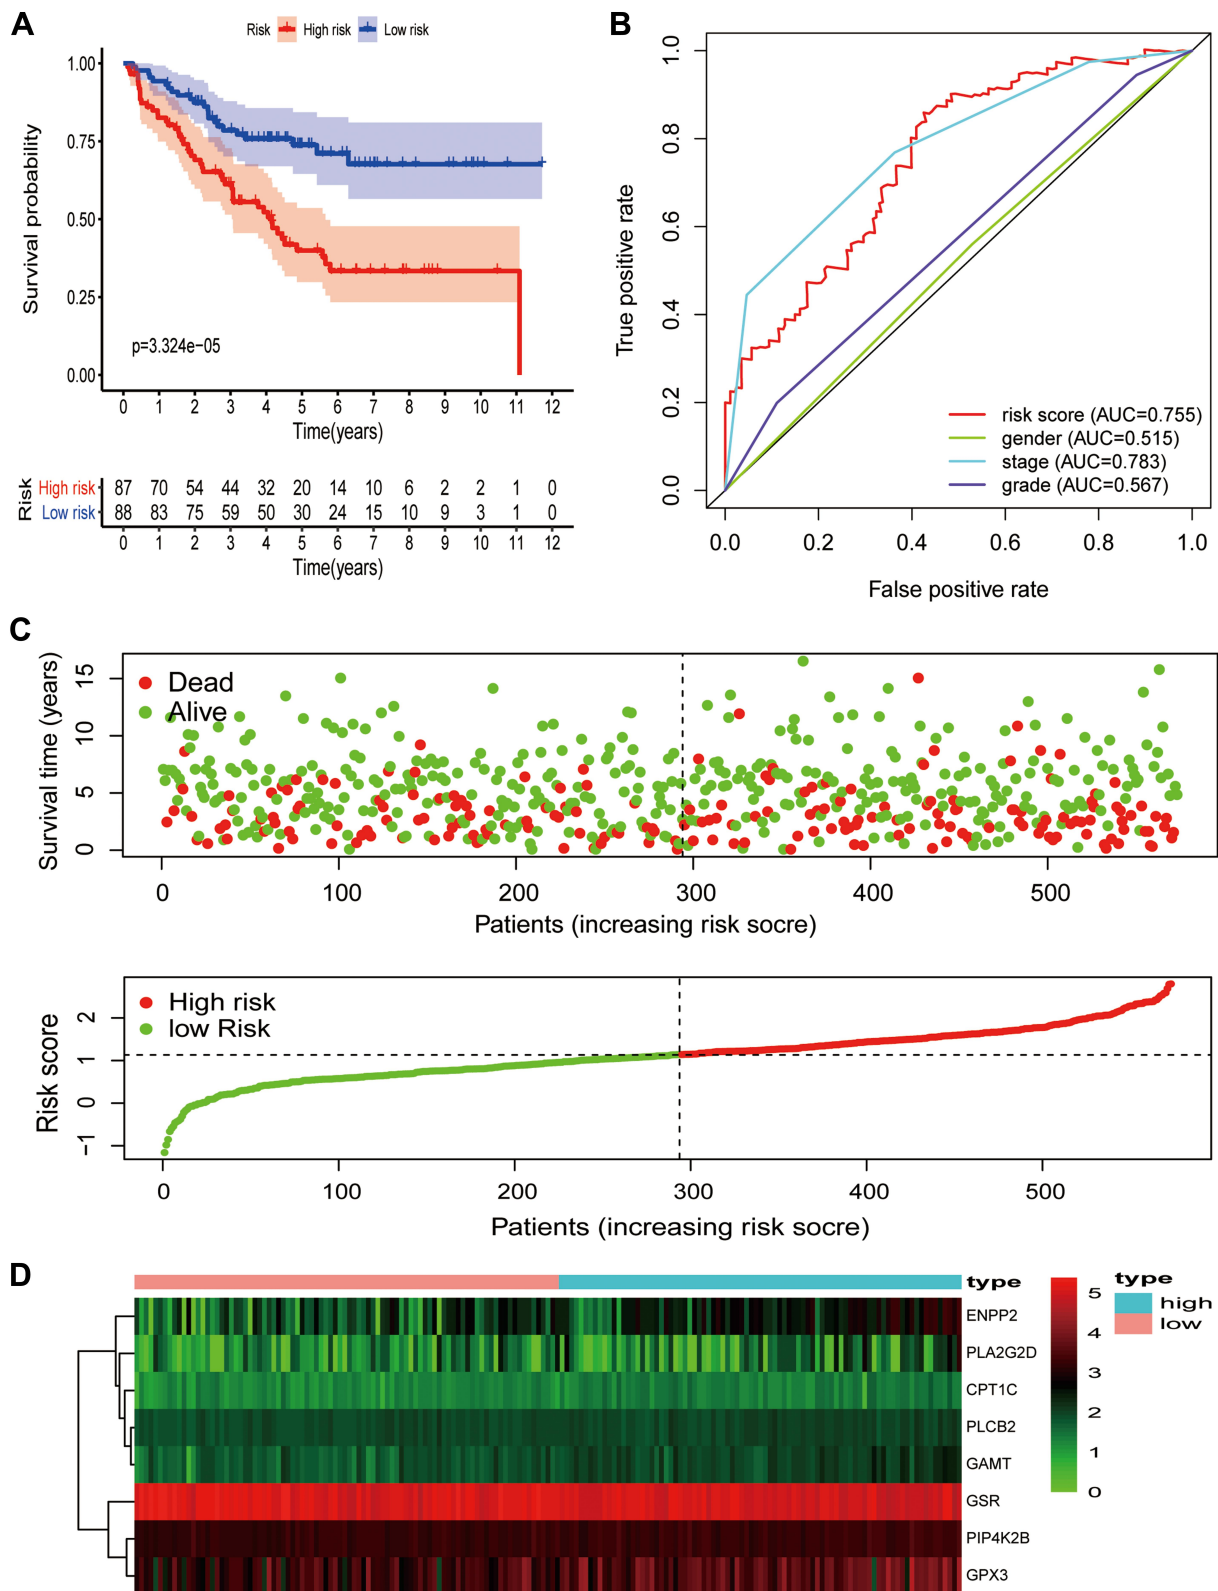 A
Risk High risk Low risk
Survival probability
1.00
0.75
0.50
0.25
0.00
p=3.324e−05
0 1 2 3 4 5 6 7 8 9 10 11 12
Time(years)
Risk
High risk 87 70 54 44 32 20 14 10 6 2 2 1 0
Low risk 88 83 75 59 50 30 24 15 10 9 3 1 0
0 1 2 3 4 5 6 7 8 9 10 11 12
Time(years)
B
True positive rate
1.0
0.8
0.6
0.4
0.2
0.0
risk score (AUC=0.755)
gender (AUC=0.515)
stage (AUC=0.783)
grade (AUC=0.567)
0.0 0.2 0.4 0.6 0.8 1.0
False positive rate
C
Survival time (years)
15
10
5
0
Dead
Alive
0 100 200 300 400 500
Patients (increasing risk socre)
Risk score
2
1
0
−1
High risk
low Risk
0 100 200 300 400 500
Patients (increasing risk socre)
D
type
ENPP2
PLA2G2D
CPT1C
PLCB2
GAMT
GSR
PIP4K2B
GPX3
5
4
3
2
1
0
type
high
low